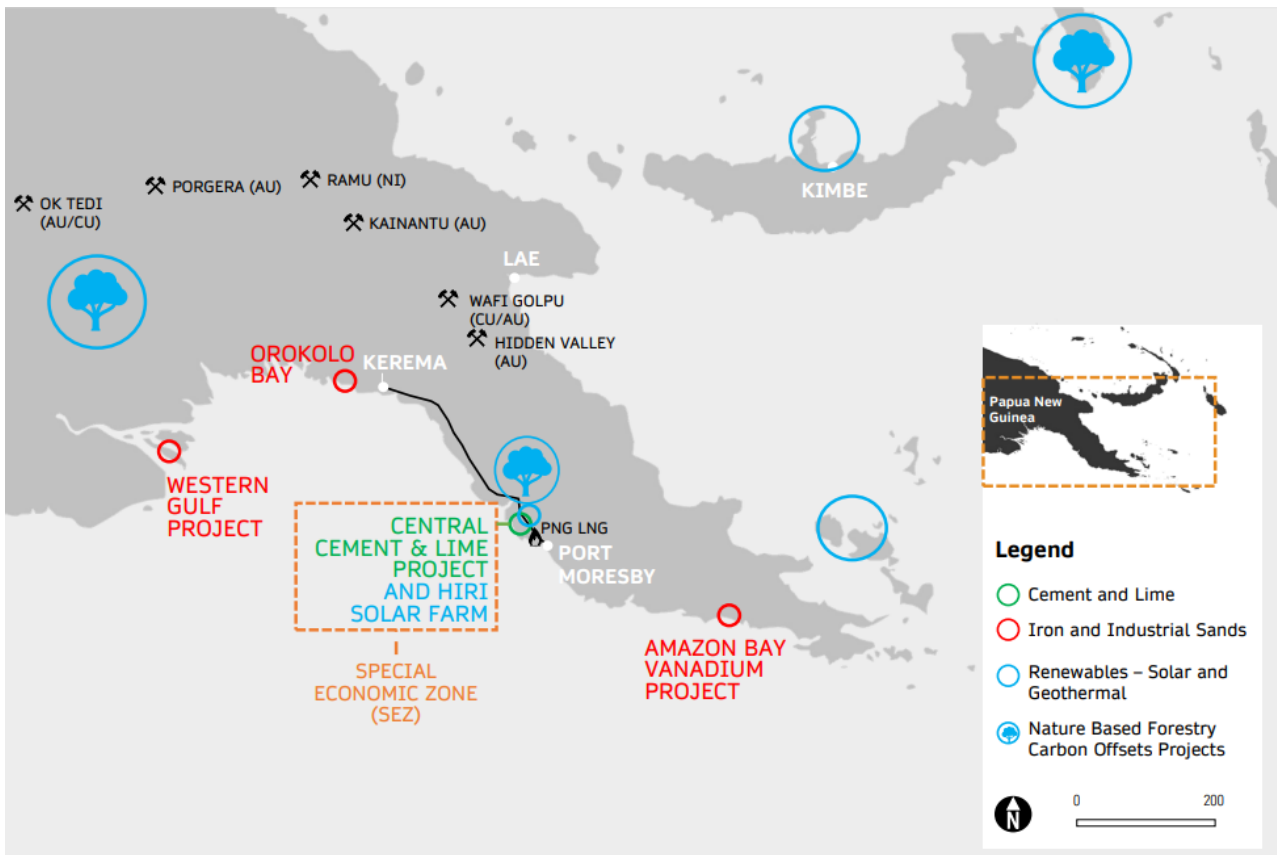 KIMBE
OK TEDI
(AU/CU)
PORGERA (AU)
RAMU (NI)
KAINANTU (AU)
LAE
WAFI GOLPU
(CU/AU)
HIDDEN VALLEY
(AU)
OROKOLO
BAY
KEREMA
WESTERN
GULF
PROJECT
CENTRAL
CEMENT & LIME
PROJECT
AND HIRI
SOLAR FARM
PNG LNG
PORT
MORESBY
SPECIAL
ECONOMIC ZONE
(SEZ)
AMAZON BAY
VANADIUM
PROJECT
Papua New
Guinea
Legend
Cement and Lime
Iron and Industrial Sands
Renewables – Solar and
Geothermal
Nature Based Forestry
Carbon Offsets Projects
N
0 200